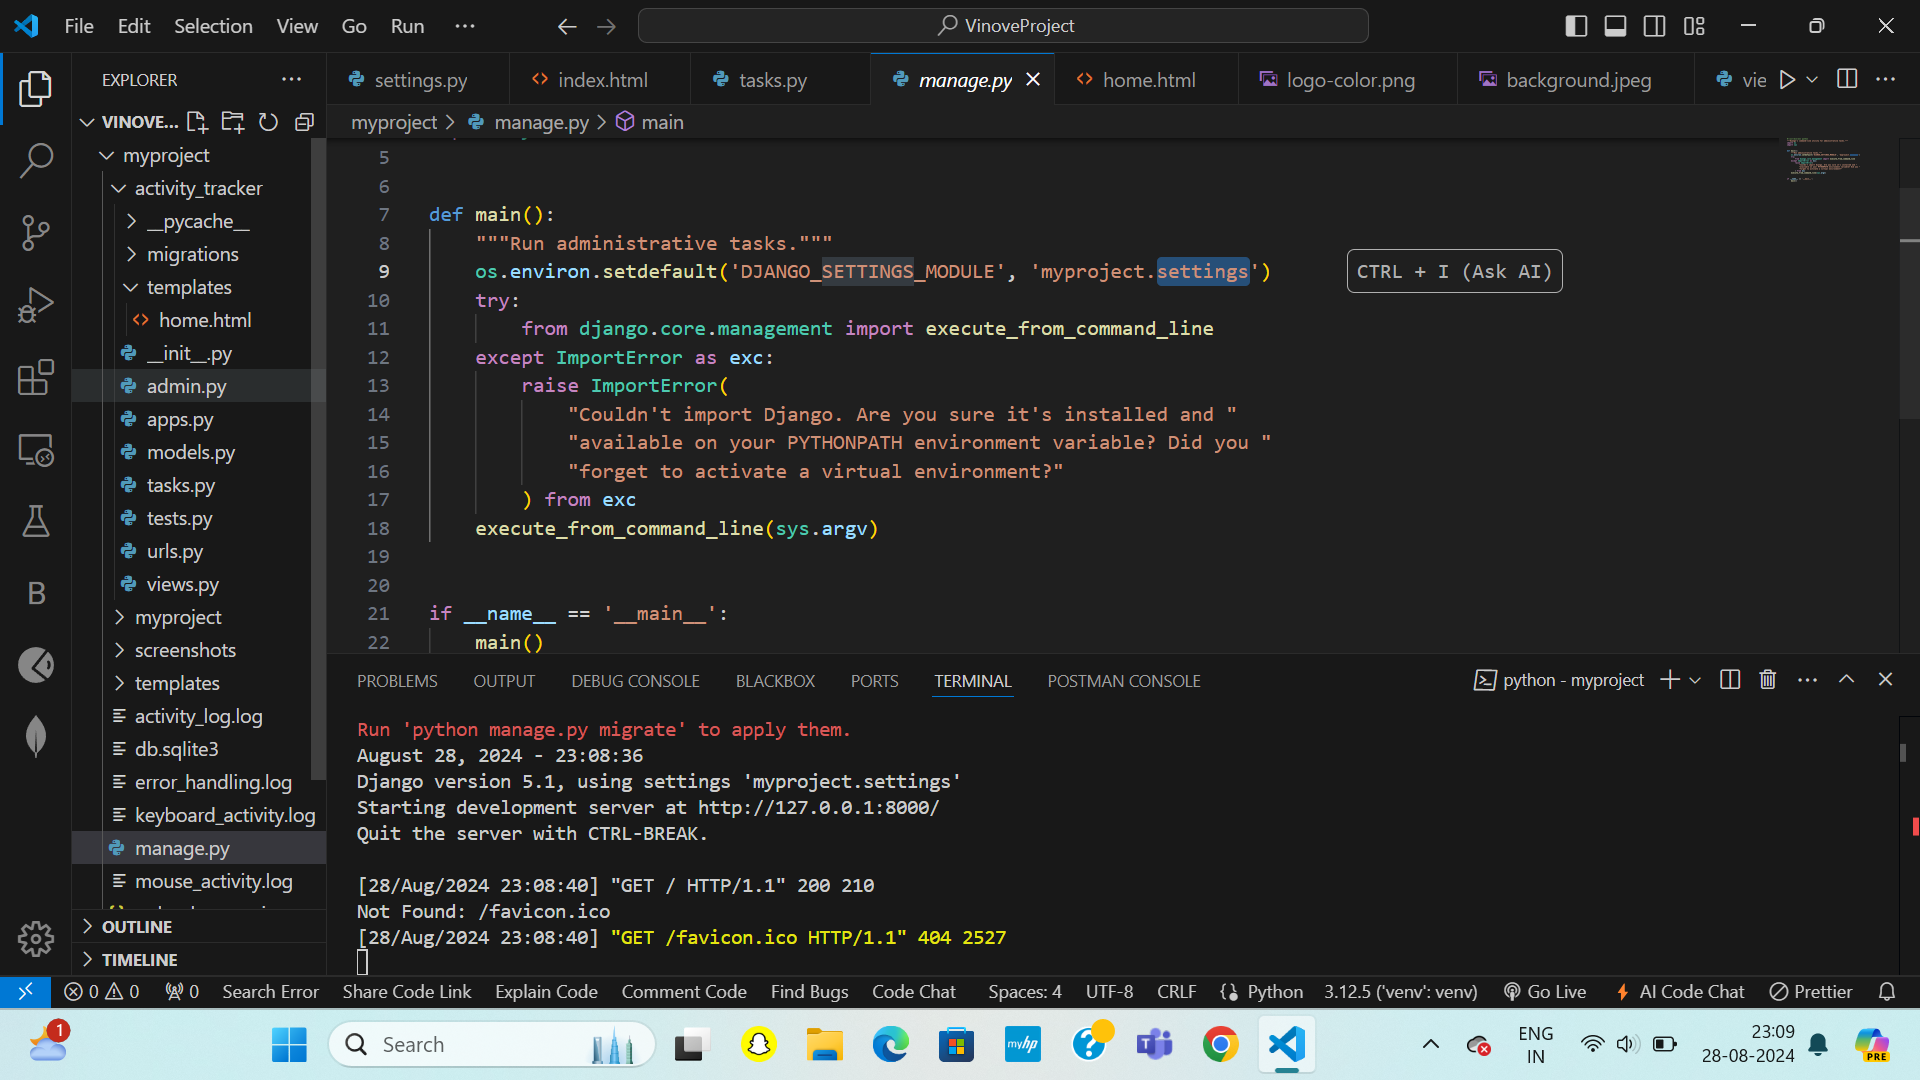 File Edit Selection View Go Run ···
VinoveProject
EXPLORER ···
VINOVE...
myproject
activity_tracker
__pycache__
migrations
templates
home.html
__init__.py
admin.py
apps.py
models.py
tasks.py
tests.py
urls.py
views.py
myproject
screenshots
templates
activity_log.log
db.sqlite3
error_handling.log
keyboard_activity.log
manage.py
mouse_activity.log
OUTLINE
TIMELINE
settings.py index.html tasks.py manage.py home.html logo-color.png background.jpeg vie ···
myproject > manage.py > main
5
6
7 def main():
8 """Run administrative tasks."""
9 os.environ.setdefault('DJANGO_SETTINGS_MODULE', 'myproject.settings') CTRL + I (Ask AI)
10 try:
11 from django.core.management import execute_from_command_line
12 except ImportError as exc:
13 raise ImportError(
14 "Couldn't import Django. Are you sure it's installed and "
15 "available on your PYTHONPATH environment variable? Did you "
16 "forget to activate a virtual environment?"
17 ) from exc
18 execute_from_command_line(sys.argv)
19
20
21 if __name__ == '__main__':
22 main()
PROBLEMS OUTPUT DEBUG CONSOLE BLACKBOX PORTS TERMINAL POSTMAN CONSOLE python - myproject ···
Run 'python manage.py migrate' to apply them.
August 28, 2024 - 23:08:36
Django version 5.1, using settings 'myproject.settings'
Starting development server at http://127.0.0.1:8000/
Quit the server with CTRL-BREAK.
[28/Aug/2024 23:08:40] "GET / HTTP/1.1" 200 210
Not Found: /favicon.ico
[28/Aug/2024 23:08:40] "GET /favicon.ico HTTP/1.1" 404 2527
0 0 0 Search Error Share Code Link Explain Code Comment Code Find Bugs Code Chat Spaces: 4 UTF-8 CRLF Python 3.12.5 ('venv': venv) Go Live AI Code Chat Prettier
1 Search myhp ENG 23:09
IN 28-08-2024 PRE